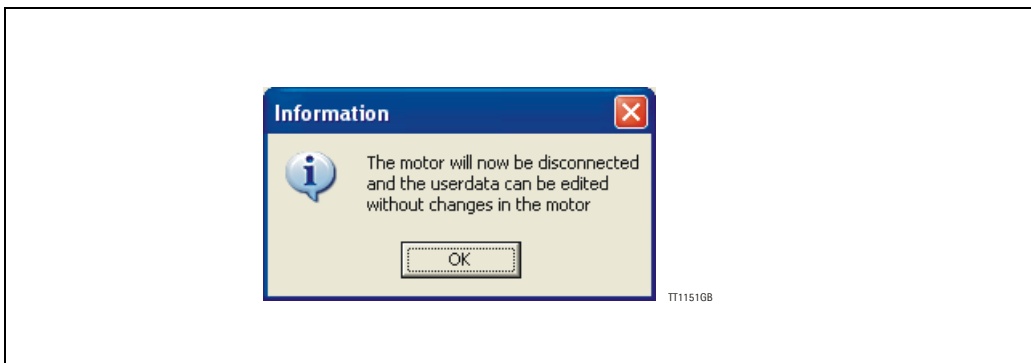 Information
The motor will now be disconnected
and the userdata can be edited
without changes in the motor
OK
TT1151GB